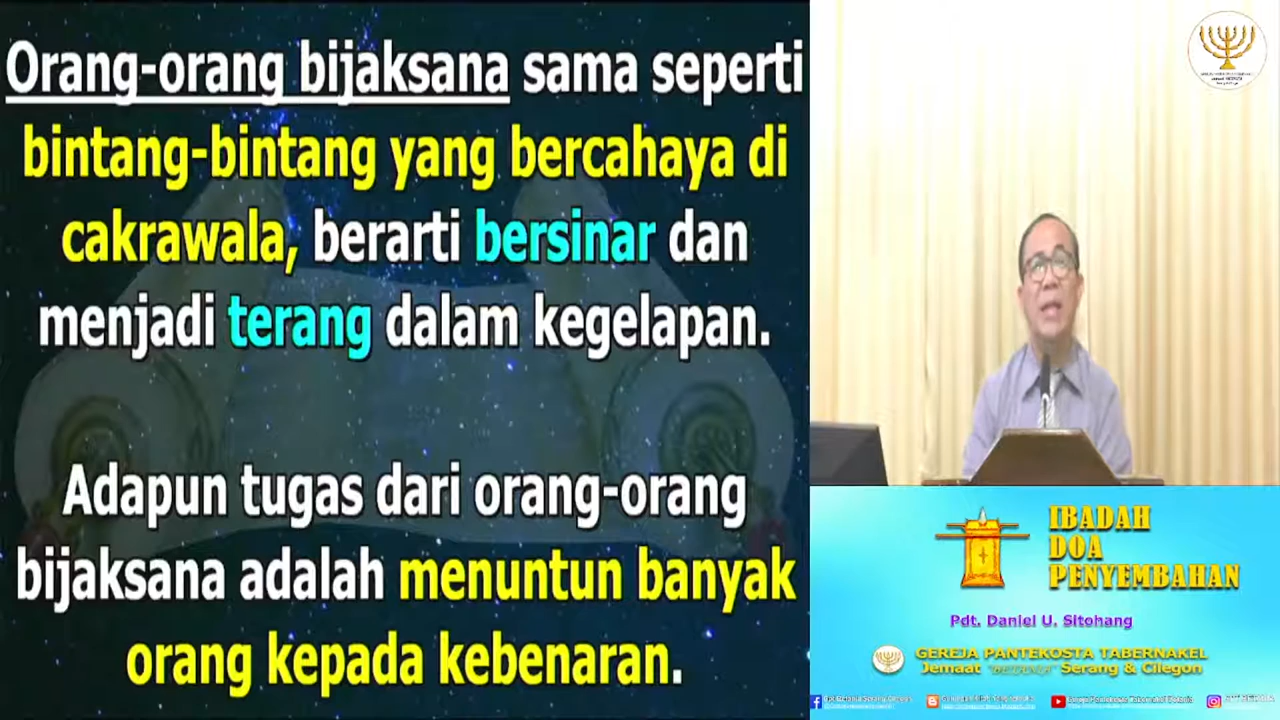 Orang-orang bijaksana sama seperti
bintang-bintang yang bercahaya di
cakrawala, berarti bersinar dan
menjadi terang dalam kegelapan.
Adapun tugas dari orang-orang
bijaksana adalah menuntun banyak
orang kepada kebenaran.
IBADAH
DOA
PENYEMBAHAN
Pdt. Daniel U. Sitohang
GEREJA PANTEKOSTA TABERNAKEL
Jemaat "BETANIA" Serang & Cilegon